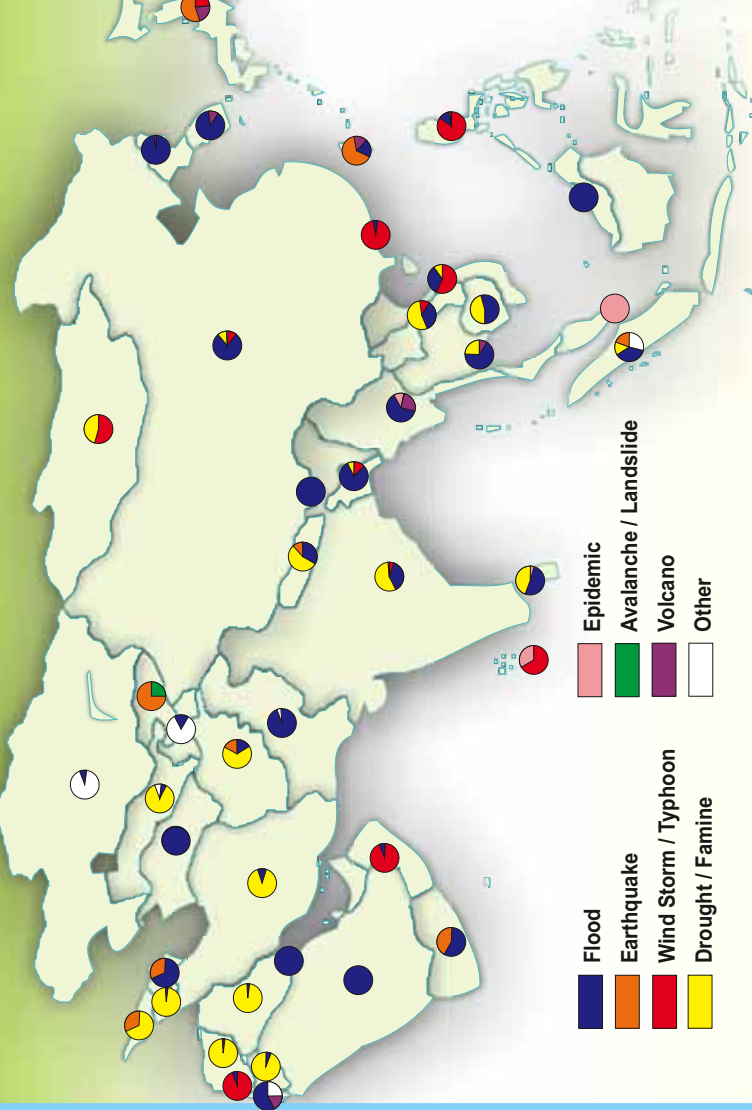 Flood
Earthquake
Wind Storm / Typhoon
Drought / Famine
Epidemic
Avalanche / Landslide
Volcano
Other